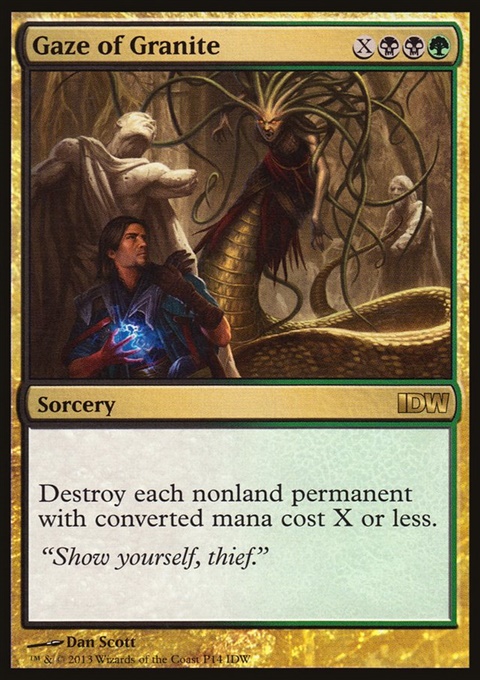 Gaze of Granite X
Sorcery IDW
Destroy each nonland permanent
with converted mana cost X or less.
“Show yourself, thief.”
Dan Scott
™ & © 2013 Wizards of the Coast P14 IDW